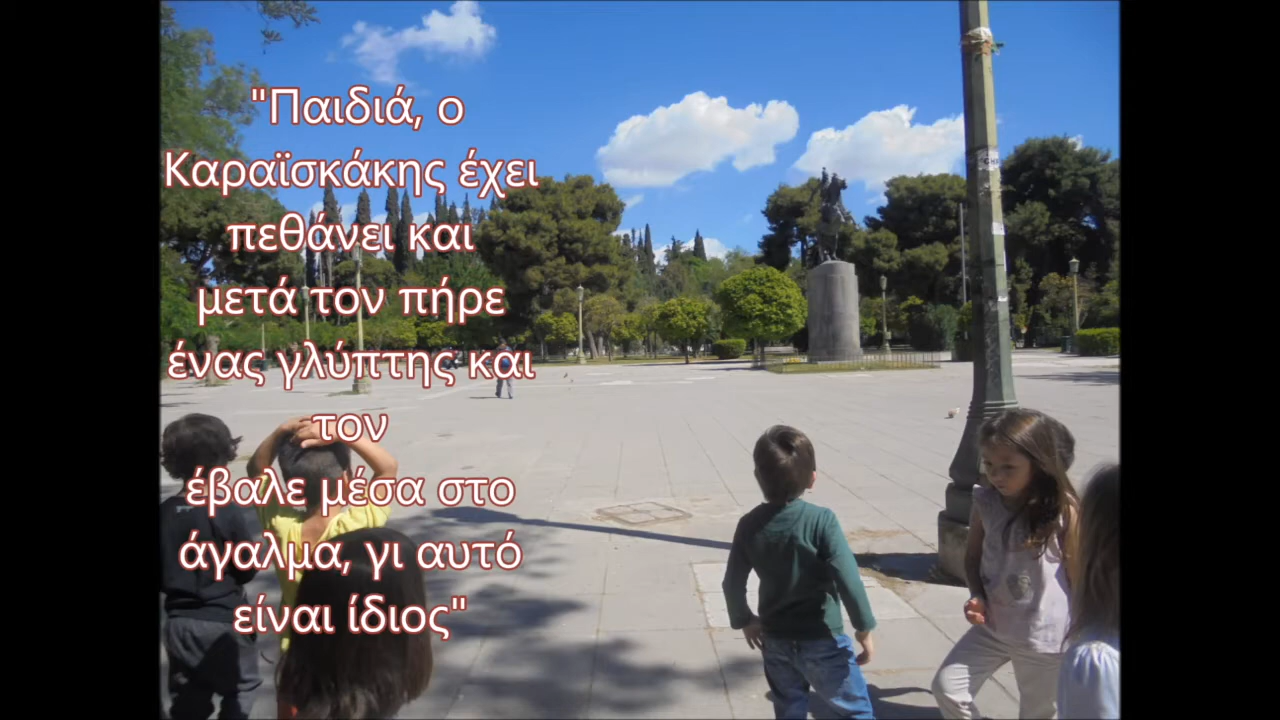 "Παιδιά, ο
Καραϊσκάκης έχει
πεθάνει και
μετά τον πήρε
ένας γλύπτης και
τον
έβαλε μέσα στο
άγαλμα, γι αυτό
είναι ίδιος"